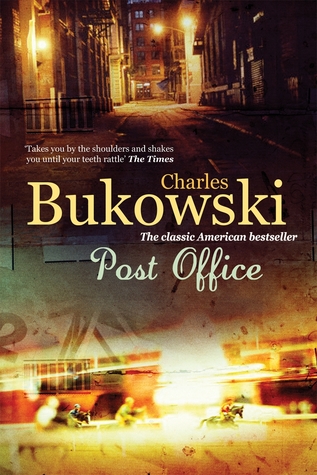 'Takes you by the shoulders and shakes
you until your teeth rattle' The Times
Charles
Bukowski
The classic American bestseller
Post Office